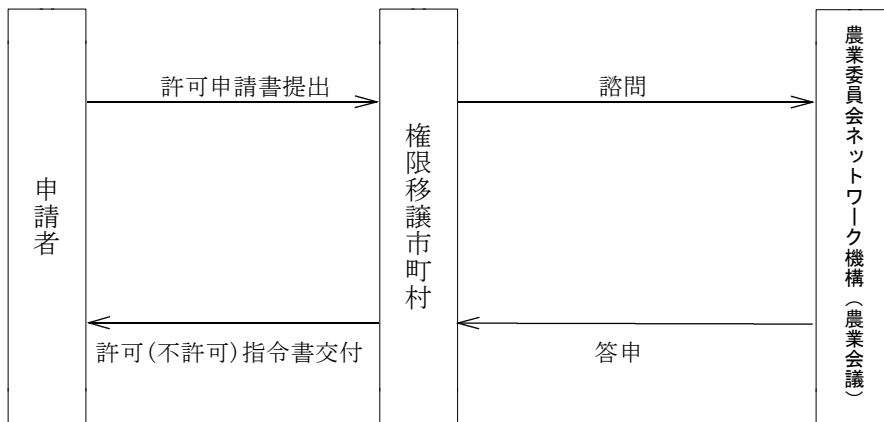 申請者
許可申請書提出
許可(不許可)指令書交付
権限移譲市町村
諮問
答申
農業委員会ネットワーク機構(農業会議)